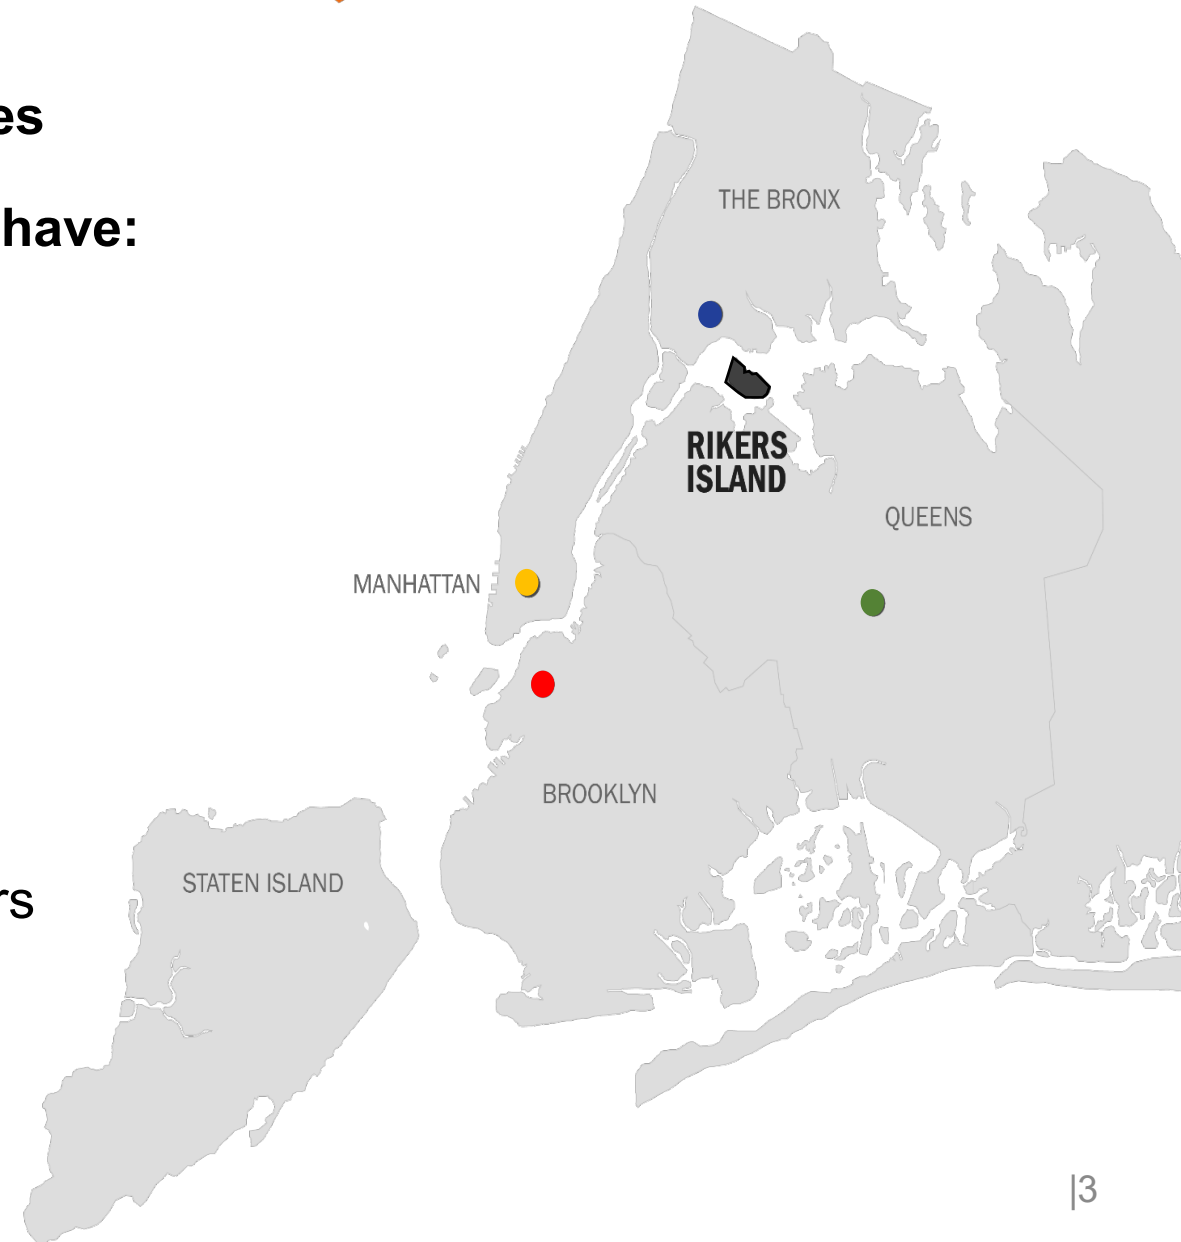 es
have:
THE BRONX
RIKERS
ISLAND
QUEENS
MANHATTAN
BROOKLYN
STATEN ISLAND
rs
|3